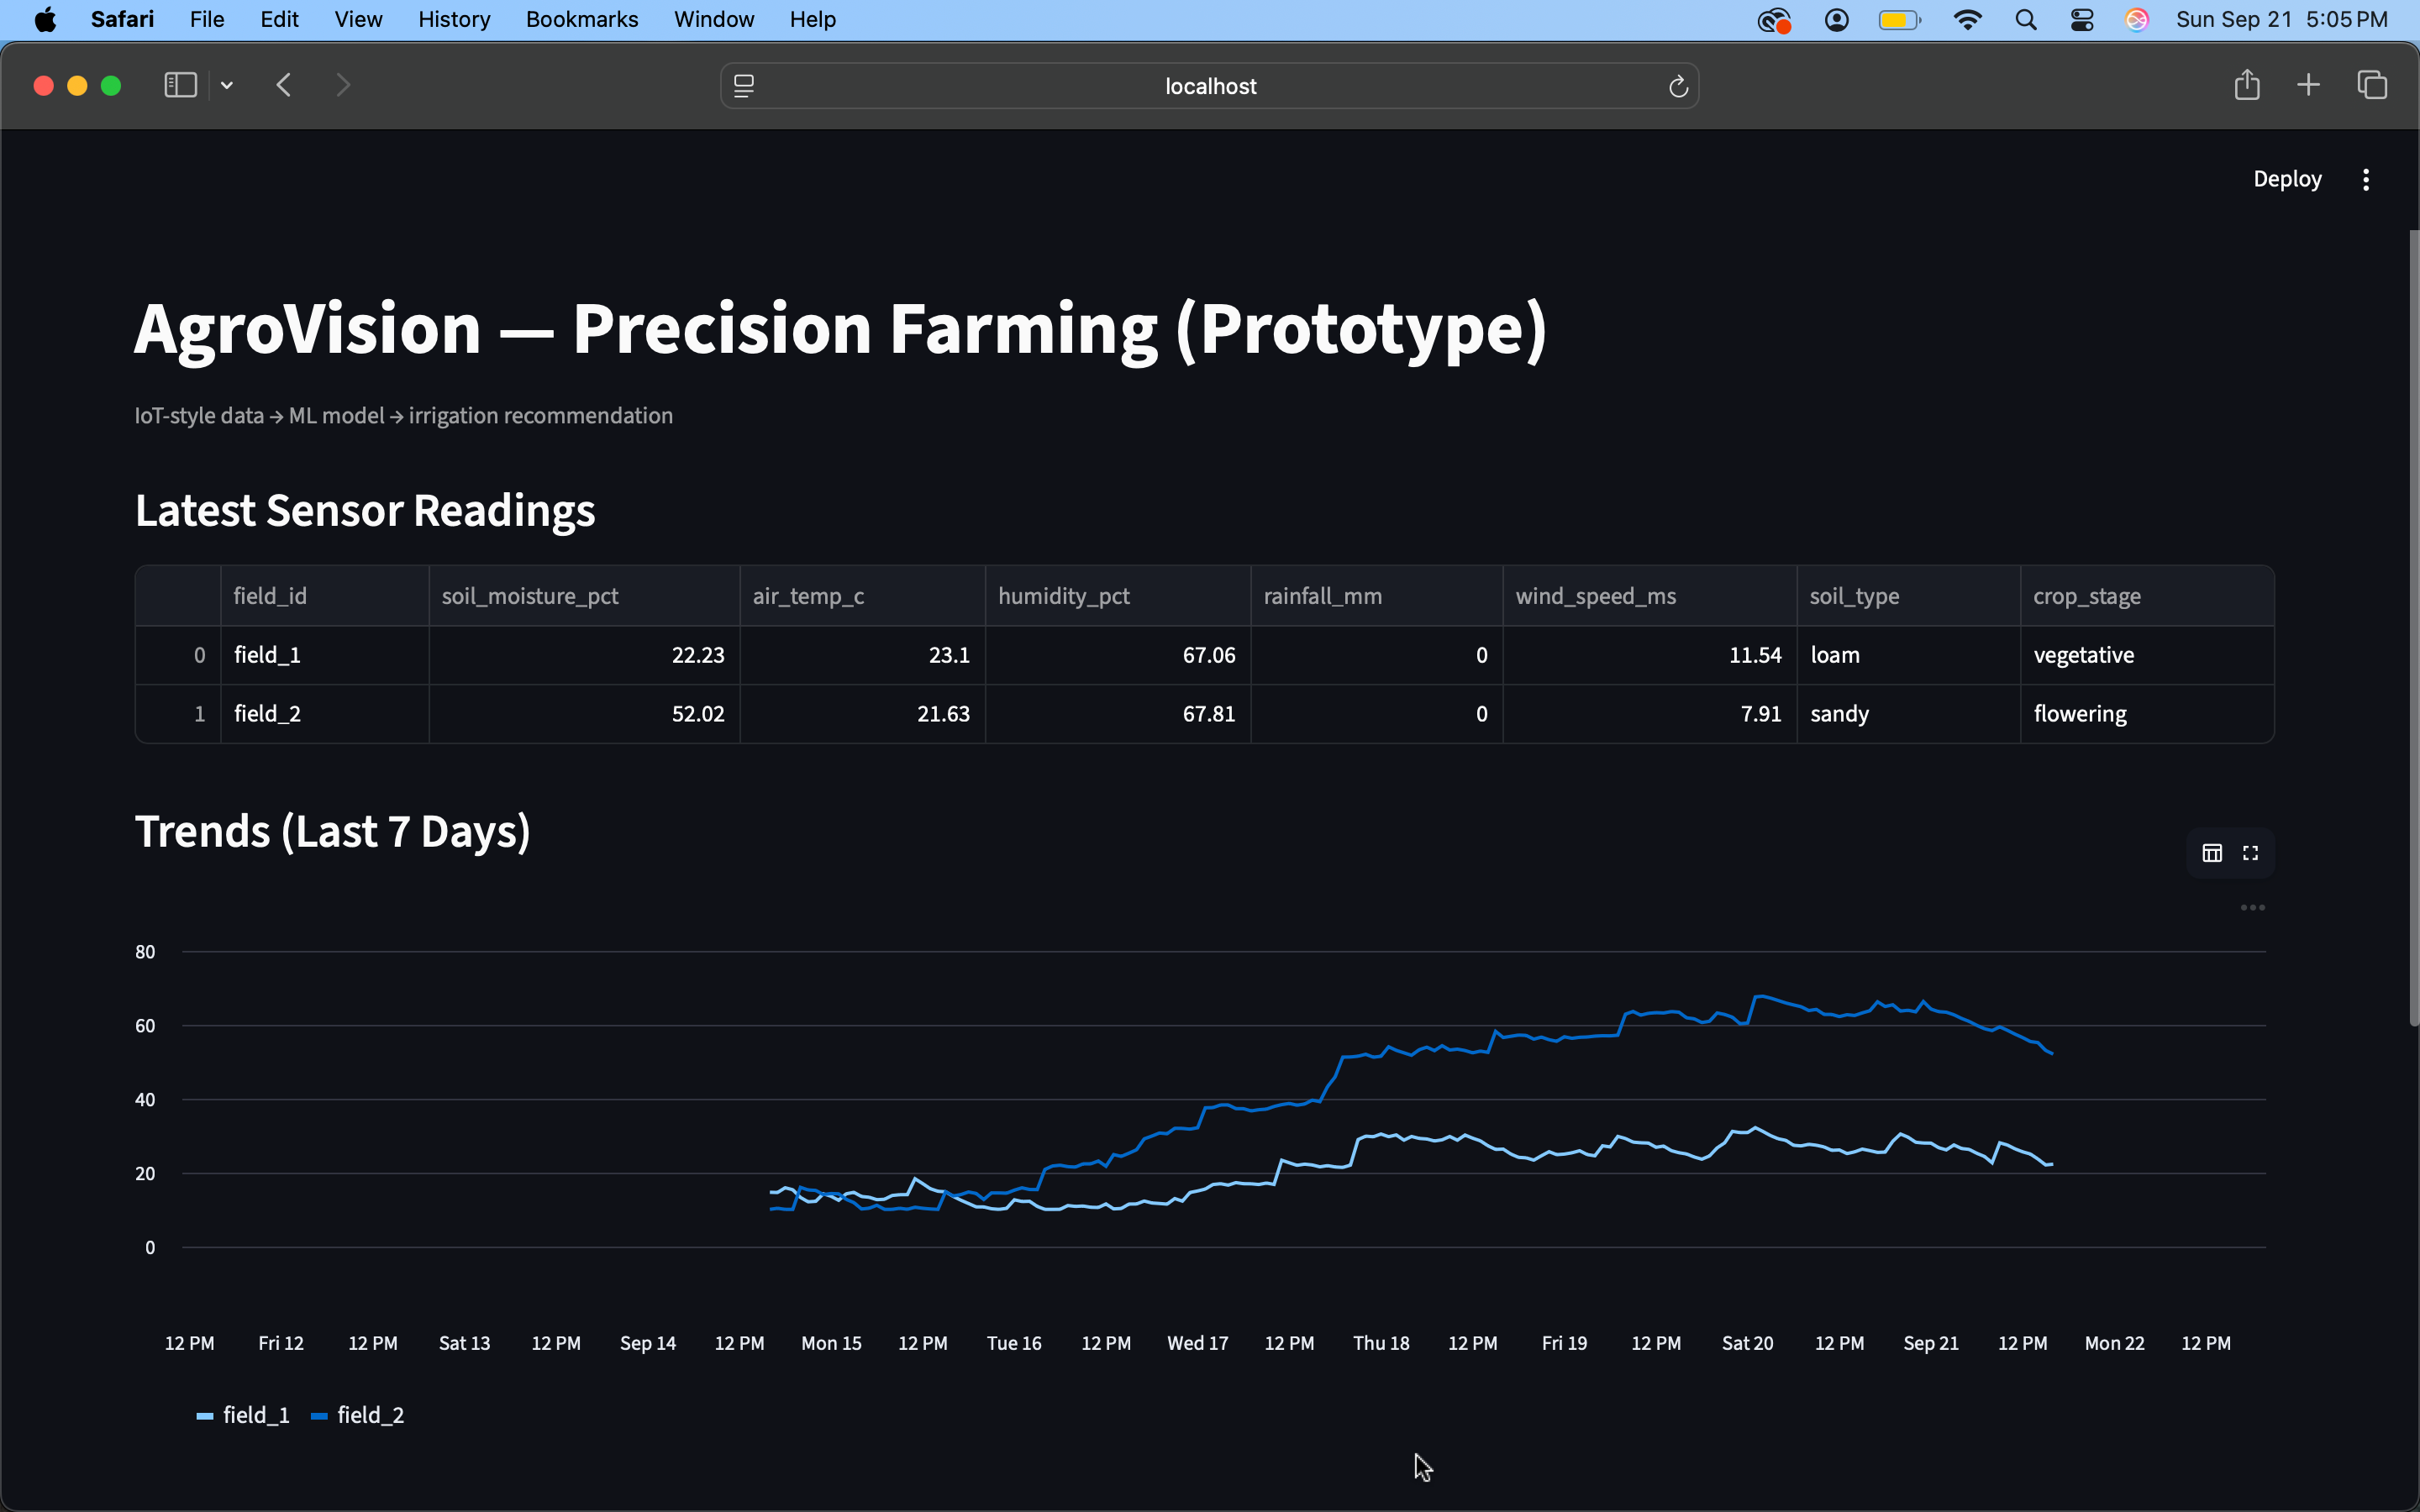 Safari File Edit View History Bookmarks Window Help Sun Sep 21 5:05 PM
localhost
Deploy
AgroVision — Precision Farming (Prototype)
IoT-style data → ML model → irrigation recommendation
Latest Sensor Readings
field_id soil_moisture_pct air_temp_c humidity_pct rainfall_mm wind_speed_ms soil_type crop_stage
0 field_1 22.23 23.1 67.06 0 11.54 loam vegetative
1 field_2 52.02 21.63 67.81 0 7.91 sandy flowering
Trends (Last 7 Days)
80
60
40
20
0
12 PM Fri 12 12 PM Sat 13 12 PM Sep 14 12 PM Mon 15 12 PM Tue 16 12 PM Wed 17 12 PM Thu 18 12 PM Fri 19 12 PM Sat 20 12 PM Sep 21 12 PM Mon 22 12 PM
field_1 field_2